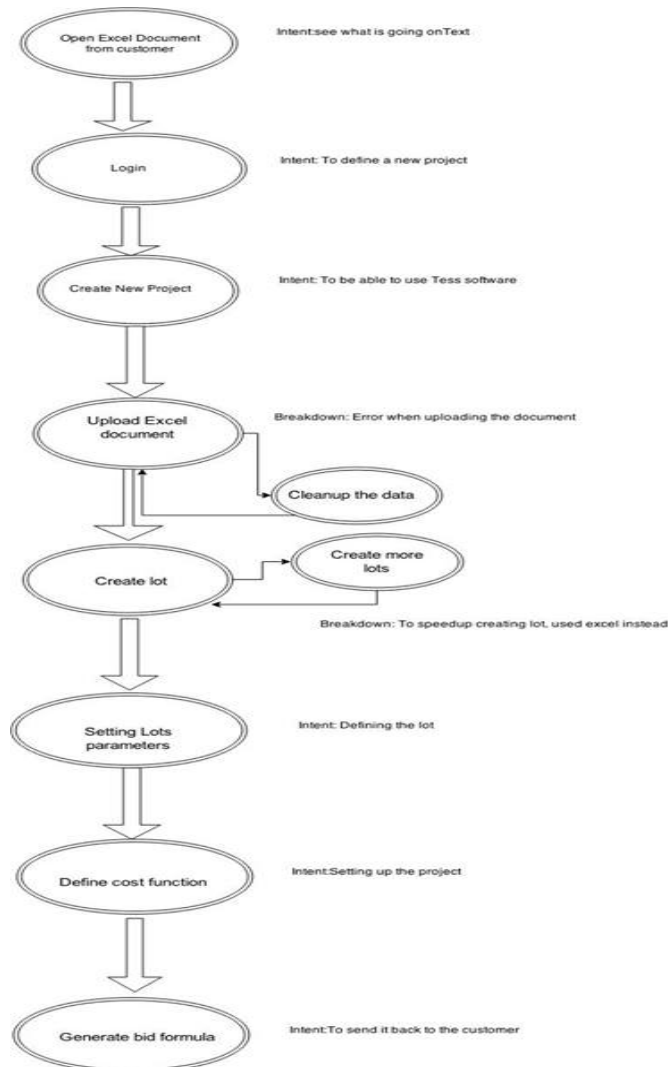 Open Excel Document
from customer
Intent:see what is going onText
Login
Intent: To define a new project
Create New Project
Intent: To be able to use Tess software
Upload Excel
document
Breakdown: Error when uploading the document
Cleanup the data
Create more
lots
Create lot
Breakdown: To speedup creating lot, used excel instead
Setting Lots
parameters
Intent: Defining the lot
Define cost function
Intent:Setting up the project
Generate bid formula
Intent:To send it back to the customer